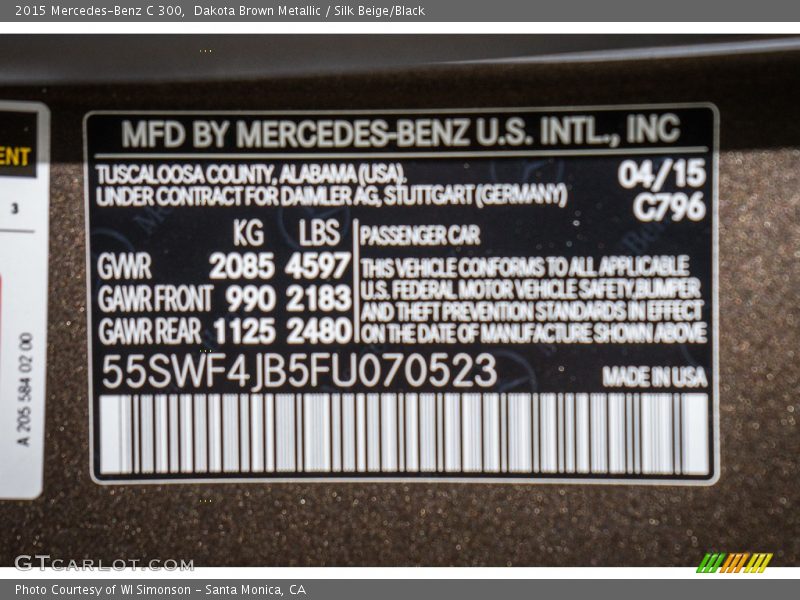 2015 Mercedes-Benz C 300,  Dakota Brown Metallic / Silk Beige/Black
ENT
3
A 205 584 02 00
MFD BY MERCEDES-BENZ U.S. INTL., INC
TUSCALOOSA COUNTY, ALABAMA (USA).
UNDER CONTRACT FOR DAIMLER AG, STUTTGART (GERMANY)
04/15
C796
KG LBS
GVWR 2085 4597
GAWR FRONT 990 2183
GAWR REAR 1125 2480
PASSENGER CAR
THIS VEHICLE CONFORMS TO ALL APPLICABLE
U.S. FEDERAL MOTOR VEHICLE SAFETY,BUMPER
AND THEFT PREVENTION STANDARDS IN EFFECT
ON THE DATE OF MANUFACTURE SHOWN ABOVE
55SWF4JB5FU070523
MADE IN USA
GTCARLOT.COM
Photo Courtesy of WI Simonson - Santa Monica, CA